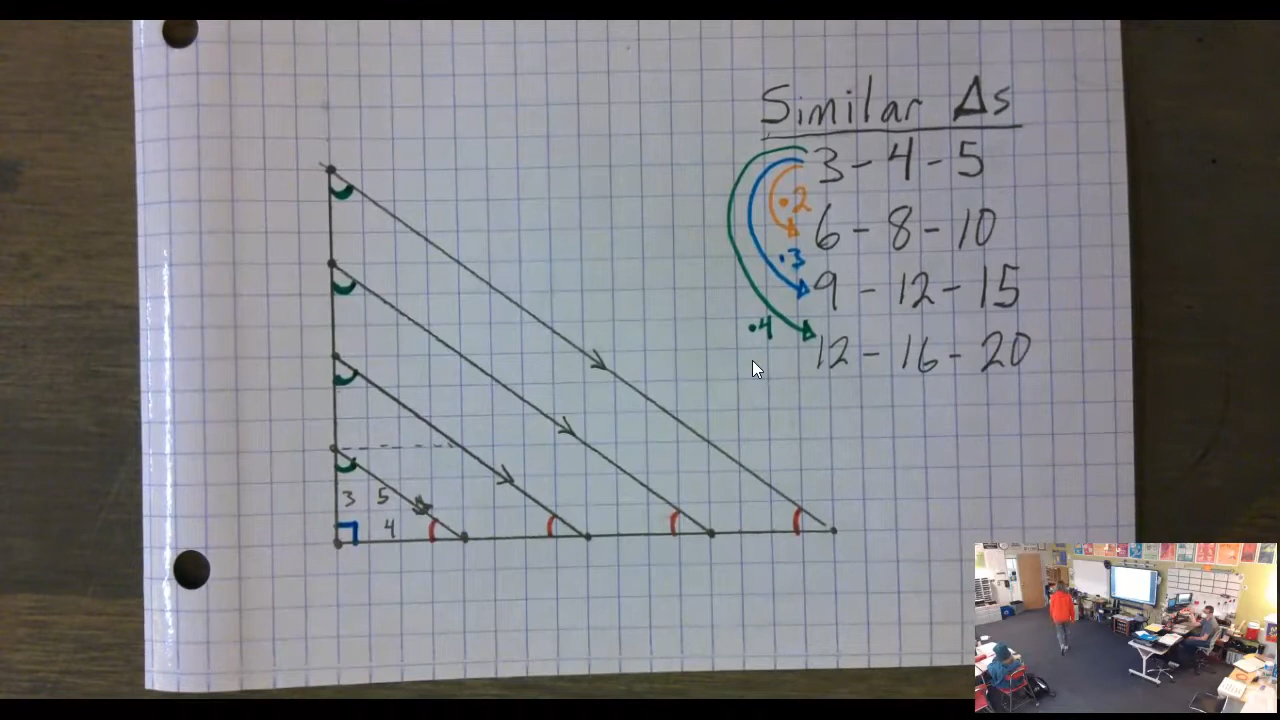 Similar Δs
3 - 4 - 5
·2
6 - 8 - 10
·3
9 - 12 - 15
·4
12 - 16 - 20
3 5
4